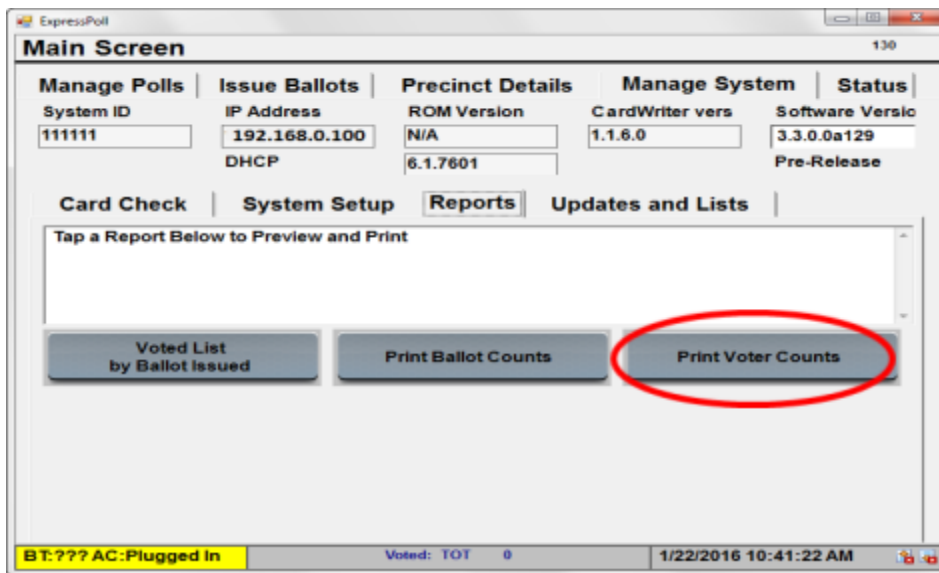 ExpressPoll
Main Screen 130
Manage Polls Issue Ballots Precinct Details Manage System Status
System ID IP Address ROM Version CardWriter vers Software Versio
111111 192.168.0.100 N/A 1.1.6.0 3.3.0.0a129
DHCP 6.1.7601 Pre-Release
Card Check System Setup Reports Updates and Lists
Tap a Report Below to Preview and Print
Voted List
by Ballot Issued
Print Ballot Counts
Print Voter Counts
BT:??? AC:Plugged In Voted: TOT 0 1/22/2016 10:41:22 AM